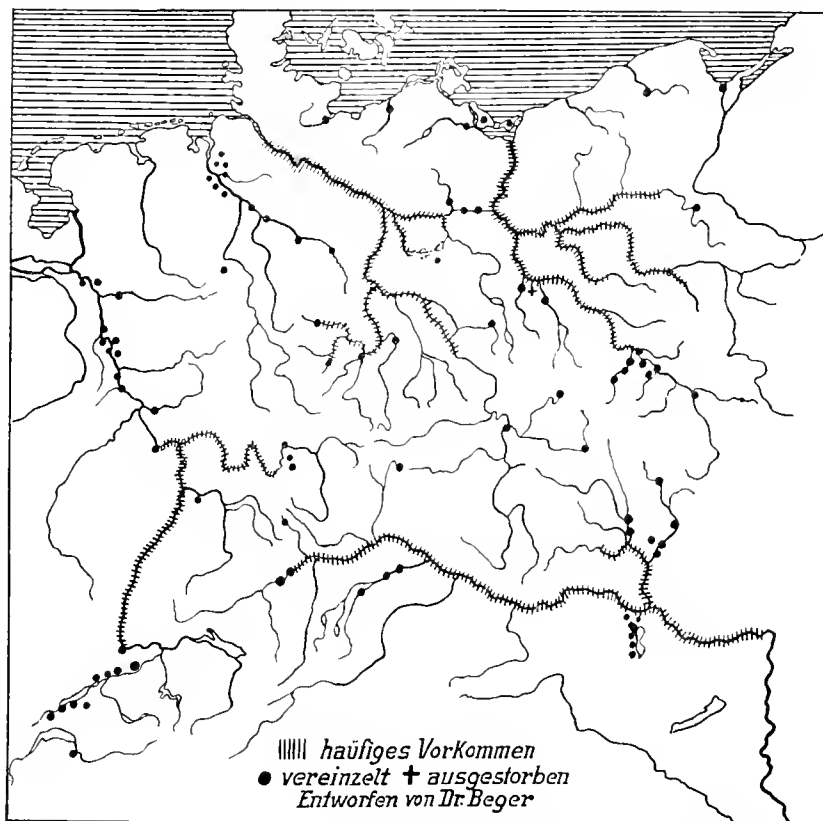 häufiges Vorkommen
vereinzelt ✝ ausgestorben
Entworfen von Dr. Beger